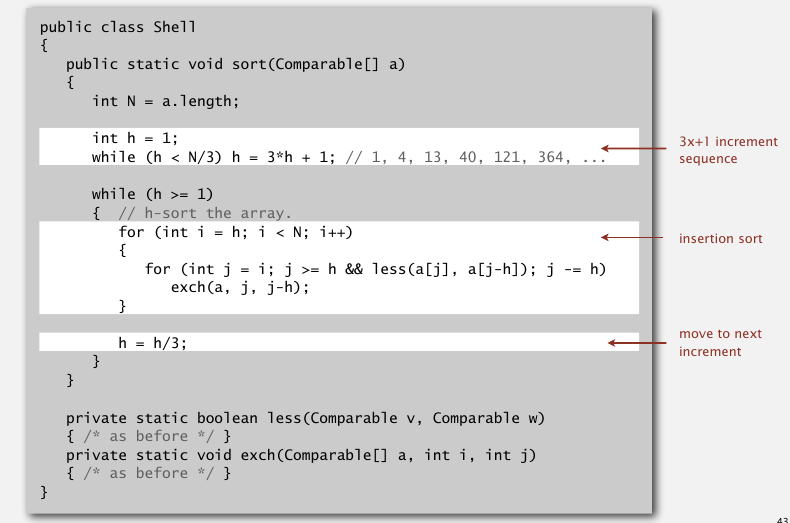 public class Shell
{
   public static void sort(Comparable[] a)
   {
      int N = a.length;

      int h = 1;
      while (h < N/3) h = 3*h + 1; // 1, 4, 13, 40, 121, 364, ...
3x+1 increment
sequence

      while (h >= 1)
      {  // h-sort the array.
         for (int i = h; i < N; i++)
insertion sort
         {
            for (int j = i; j >= h && less(a[j], a[j-h]); j -= h)
               exch(a, j, j-h);
         }

         h = h/3;
move to next
increment
      }
   }

   private static boolean less(Comparable v, Comparable w)
   { /* as before */ }
   private static void exch(Comparable[] a, int i, int j)
   { /* as before */ }
}
43